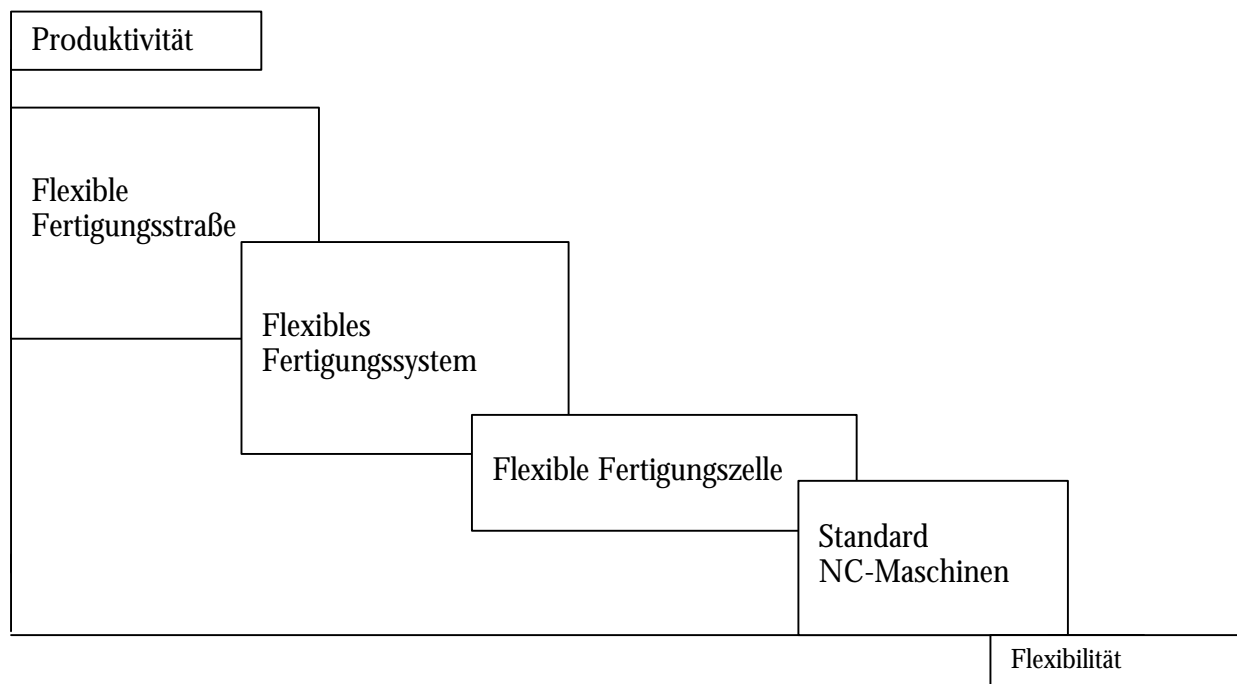 Produktivität
Flexible
Fertigungsstraße
Flexibles
Fertigungssystem
Flexible Fertigungszelle
Standard
NC-Maschinen
Flexibilität